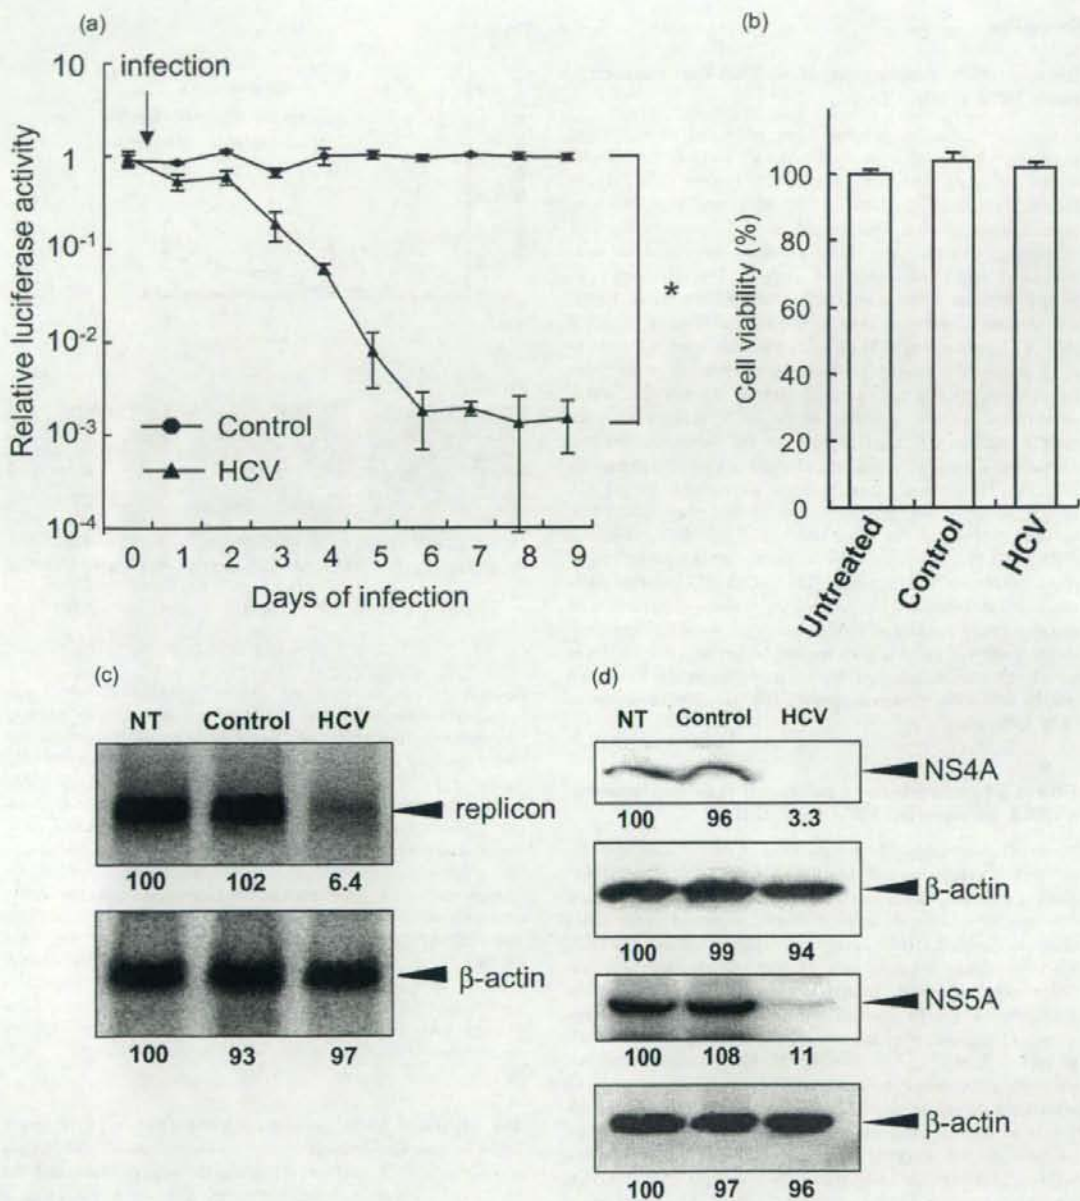 (a)
10
infection
1
10-1
10-2
10-3
10-4
Relative luciferase activity
Control
HCV
*
0 1 2 3 4 5 6 7 8 9
Days of infection
(b)
Cell viability (%)
100
80
60
40
20
0
Untreated
Control
HCV
(c)
NT Control HCV
replicon
100 102 6.4
β-actin
100 93 97
(d)
NT Control HCV
NS4A
100 96 3.3
β-actin
100 99 94
NS5A
100 108 11
β-actin
100 97 96